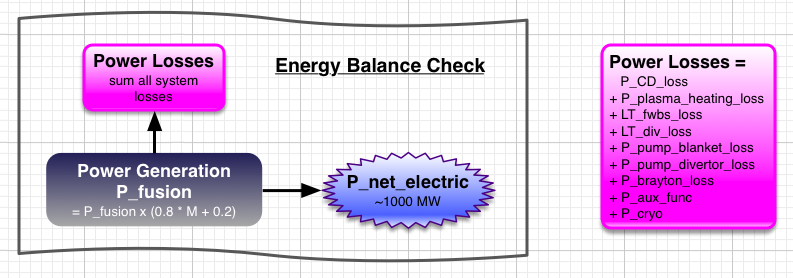 Energy Balance Check
Power Losses
sum all system
losses
Power Generation
P_fusion
= P_fusion x (0.8 * M + 0.2)
P_net_electric
~1000 MW
Power Losses =
P_CD_loss
+ P_plasma_heating_loss
+ LT_fwbs_loss
+ LT_div_loss
+ P_pump_blanket_loss
+ P_pump_divertor_loss
+ P_brayton_loss
+ P_aux_func
+ P_cryo